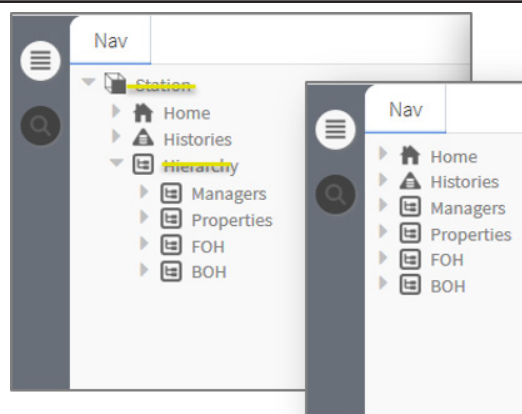 Nav
Station
Home
Histories
Hierarchy
Managers
Properties
FOH
BOH
Nav
Home
Histories
Managers
Properties
FOH
BOH